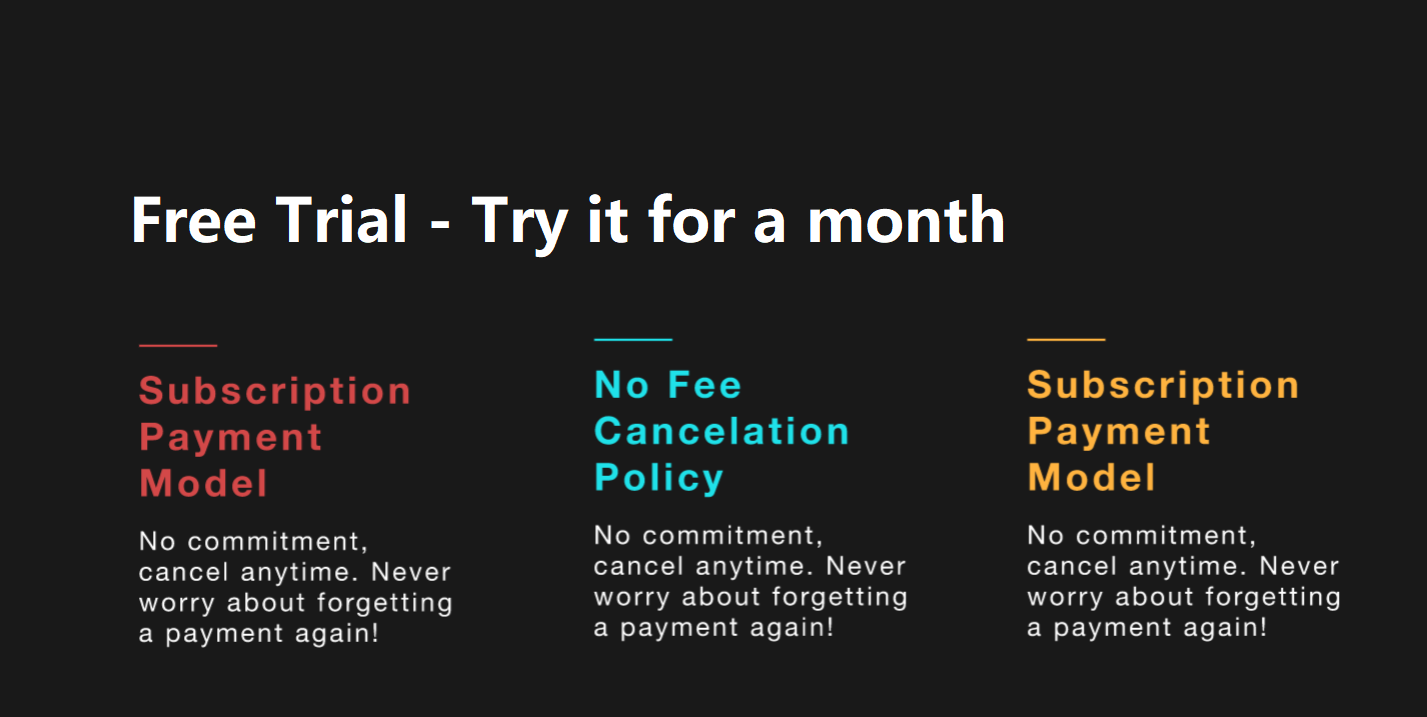 Free Trial - Try it for a month
Subscription
Payment
Model
No commitment,
cancel anytime. Never
worry about forgetting
a payment again!
No Fee
Cancelation
Policy
No commitment,
cancel anytime. Never
worry about forgetting
a payment again!
Subscription
Payment
Model
No commitment,
cancel anytime. Never
worry about forgetting
a payment again!